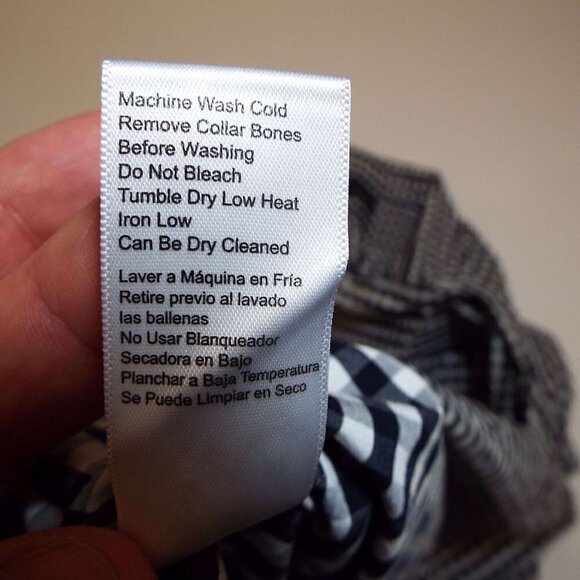 Machine Wash Cold
Remove Collar Bones
Before Washing
Do Not Bleach
Tumble Dry Low Heat
Iron Low
Can Be Dry Cleaned
Laver a Máquina en Fría
Retire previo al lavado
las ballenas
No Usar Blanqueador
Secadora en Bajo
Planchar a Baja Temperatura
Se Puede Limpiar en Seco